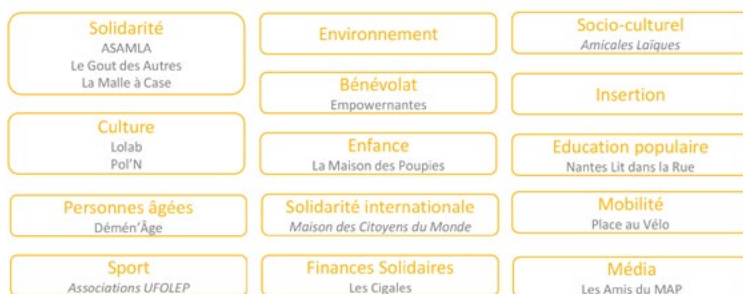 Solidarité
ASAMLA
Le Gout des Autres
La Malle à Case
Culture
Lolab
Pol'N
Personnes âgées
Démén'Âge
Sport
Associations UFOLEP
Environnement
Bénévolat
Empowernantes
Enfance
La Maison des Poupies
Solidarité internationale
Maison des Citoyens du Monde
Finances Solidaires
Les Cigales
Socio-culturel
Amicales Laïques
Insertion
Education populaire
Nantes Lit dans la Rue
Mobilité
Place au Vélo
Média
Les Amis du MAP